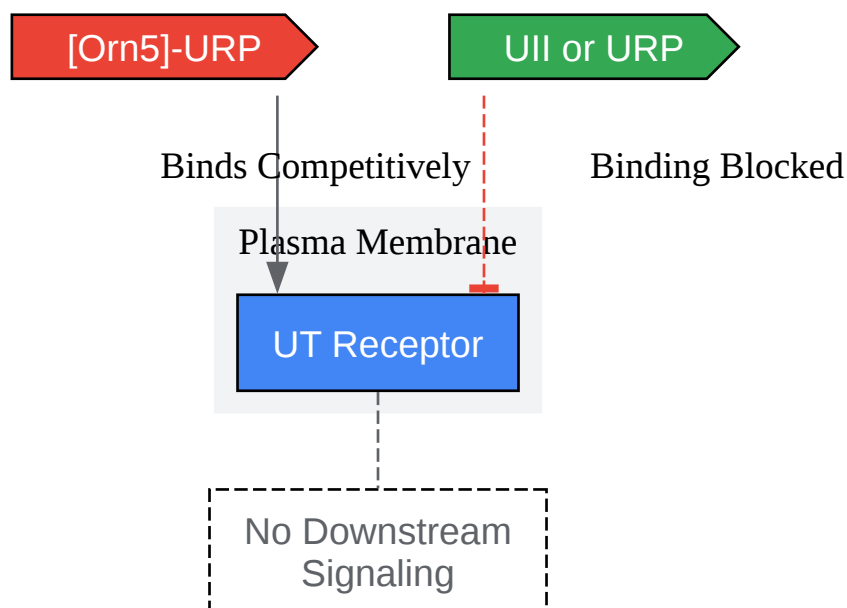 [Orn5]-URP
UII or URP
Binds Competitively
Binding Blocked
Plasma Membrane
UT Receptor
No Downstream
Signaling